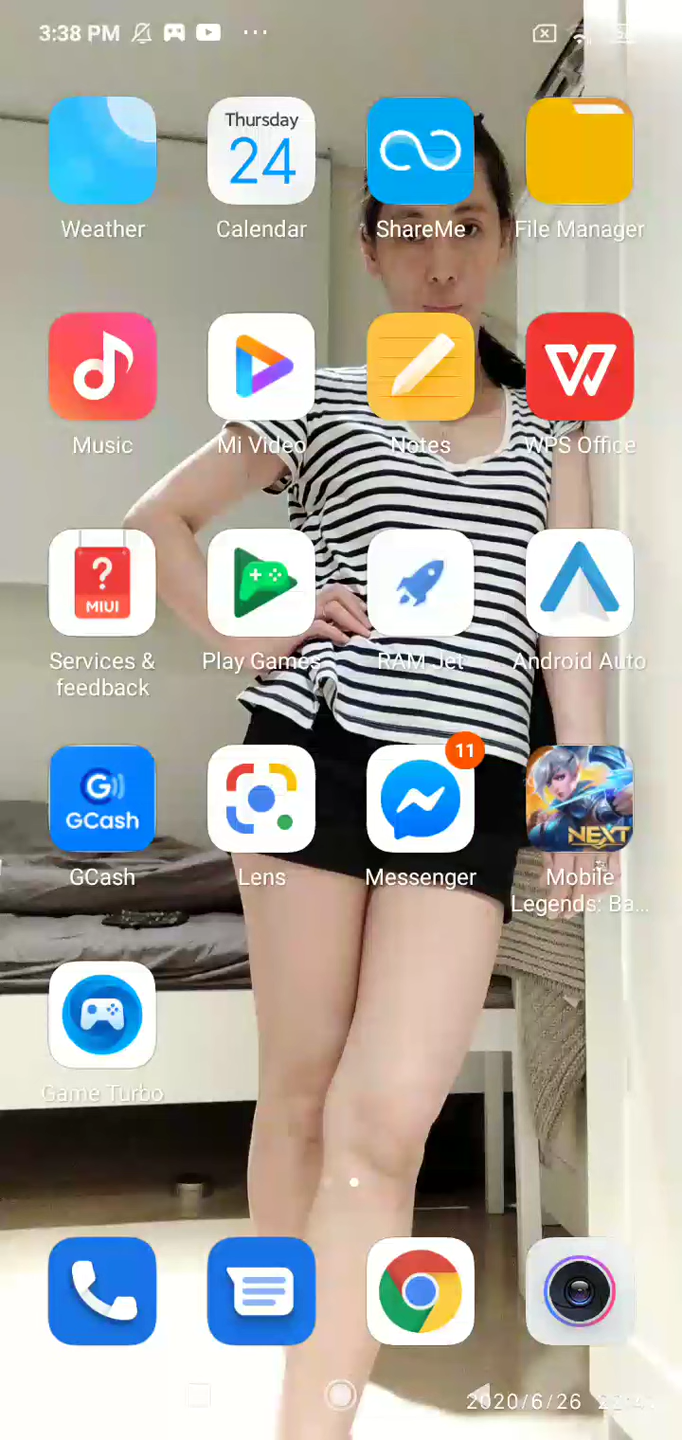 3:38 PM
Thursday
24
Weather
Calendar
ShareMe
File Manager
Music
Mi Video
Notes
WPS Office
?
MIUI
Services &
feedback
Play Games
RAM Jet
Android Auto
G
GCash
GCash
Lens
11
Messenger
NEXT
Mobile
Legends: Ba...
Game Turbo
2020/6/26